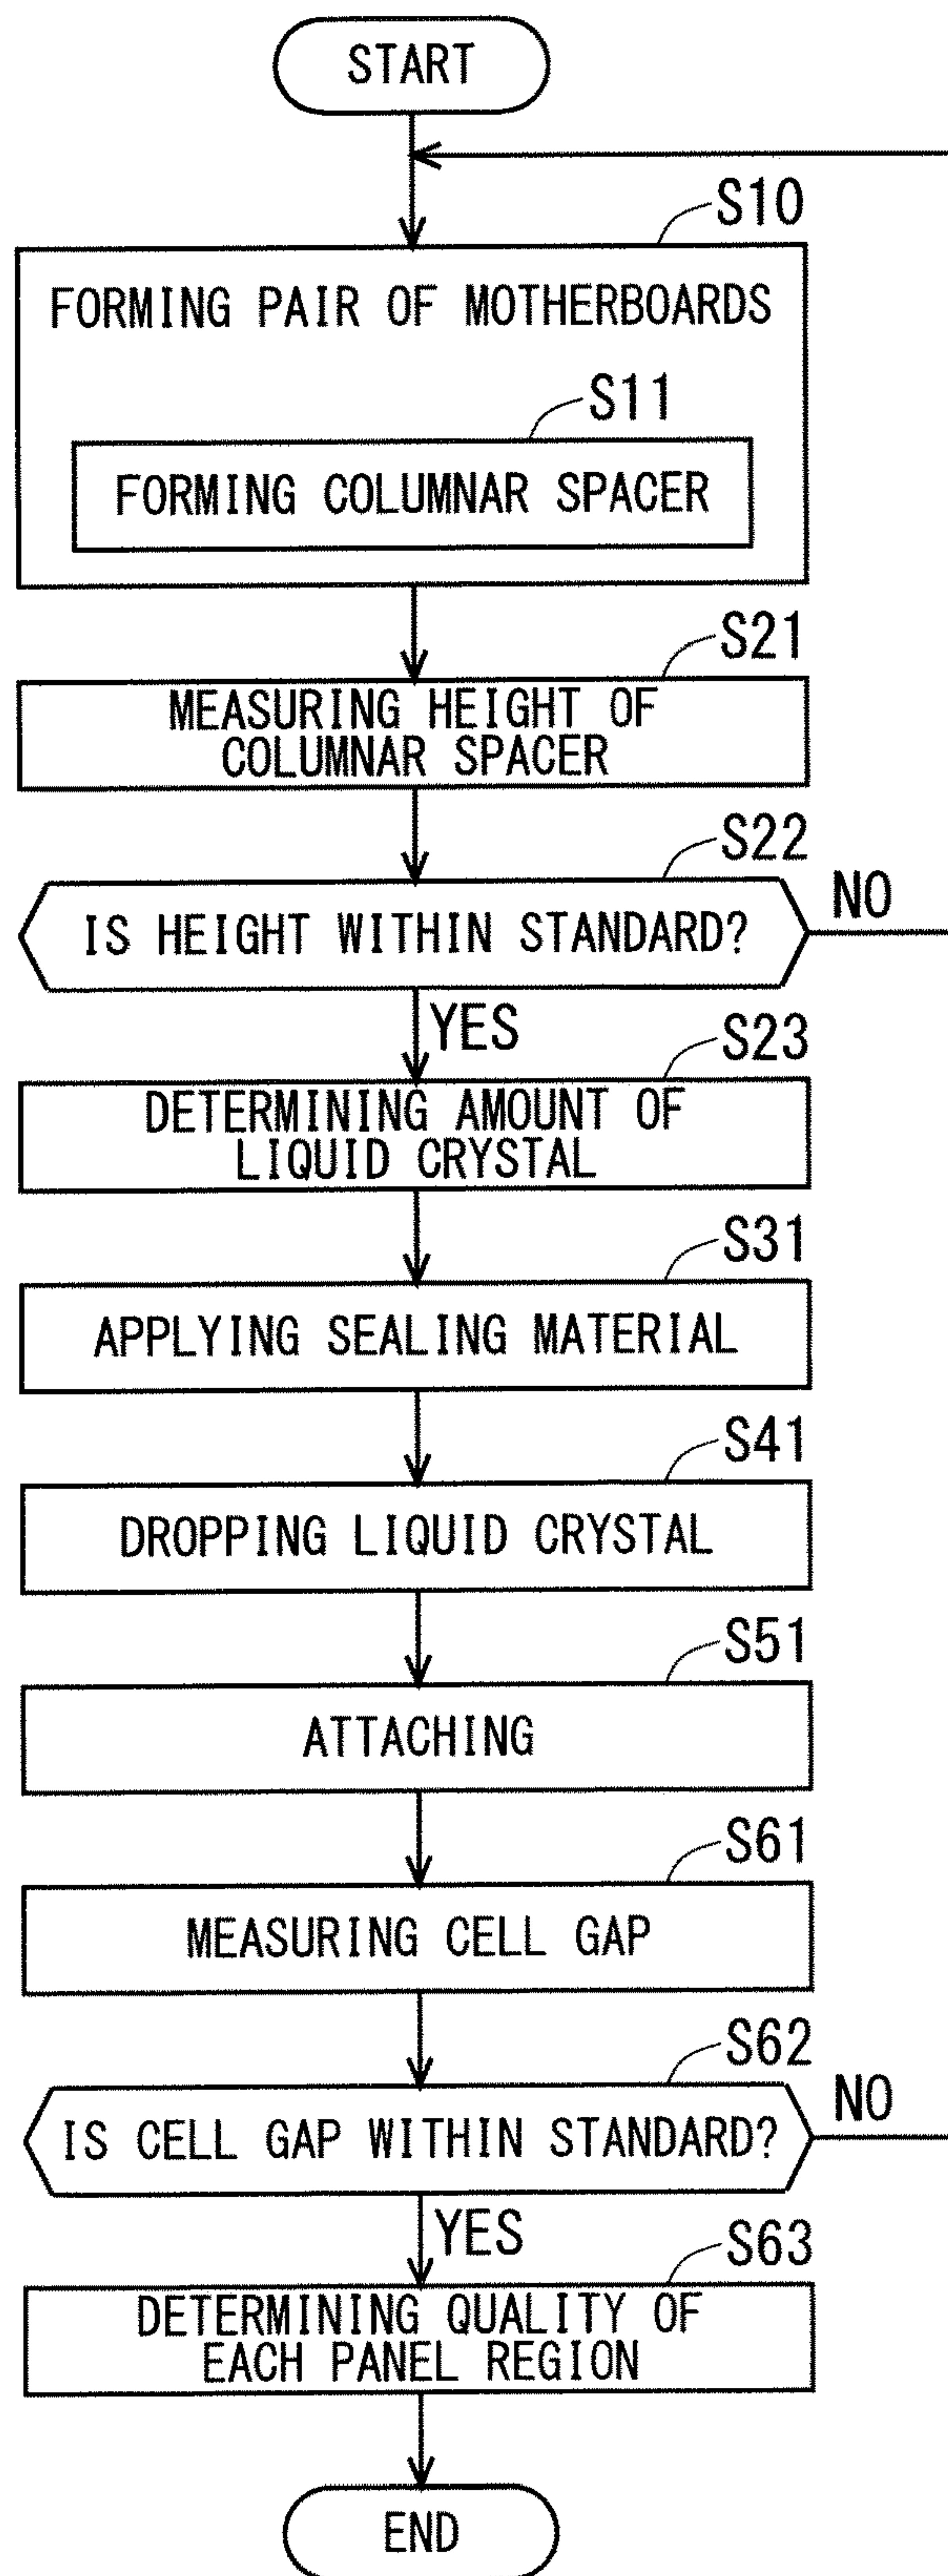 START
S10
FORMING PAIR OF MOTHERBOARDS
S11
FORMING COLUMNAR SPACER
S21
MEASURING HEIGHT OF
COLUMNAR SPACER
S22
IS HEIGHT WITHIN STANDARD?
NO
YES
S23
DETERMINING AMOUNT OF
LIQUID CRYSTAL
S31
APPLYING SEALING MATERIAL
S41
DROPPING LIQUID CRYSTAL
S51
ATTACHING
S61
MEASURING CELL GAP
S62
IS CELL GAP WITHIN STANDARD?
NO
YES
S63
DETERMINING QUALITY OF
EACH PANEL REGION
END